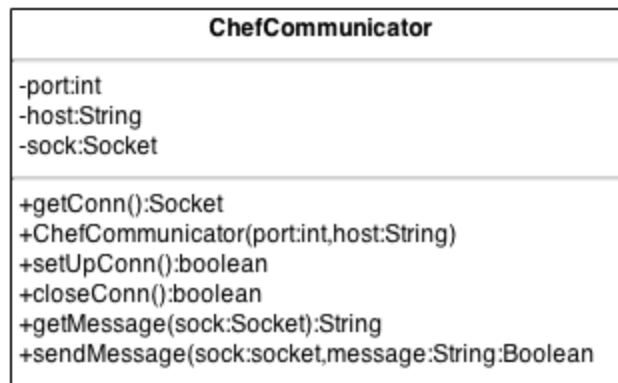 ChefCommunicator
-port:int
-host:String
-sock:Socket
+getConn():Socket
+ChefCommunicator(port:int,host:String)
+setUpConn():boolean
+closeConn():boolean
+getMessage(sock:Socket):String
+sendMessage(sock:socket,message:String:Boolean